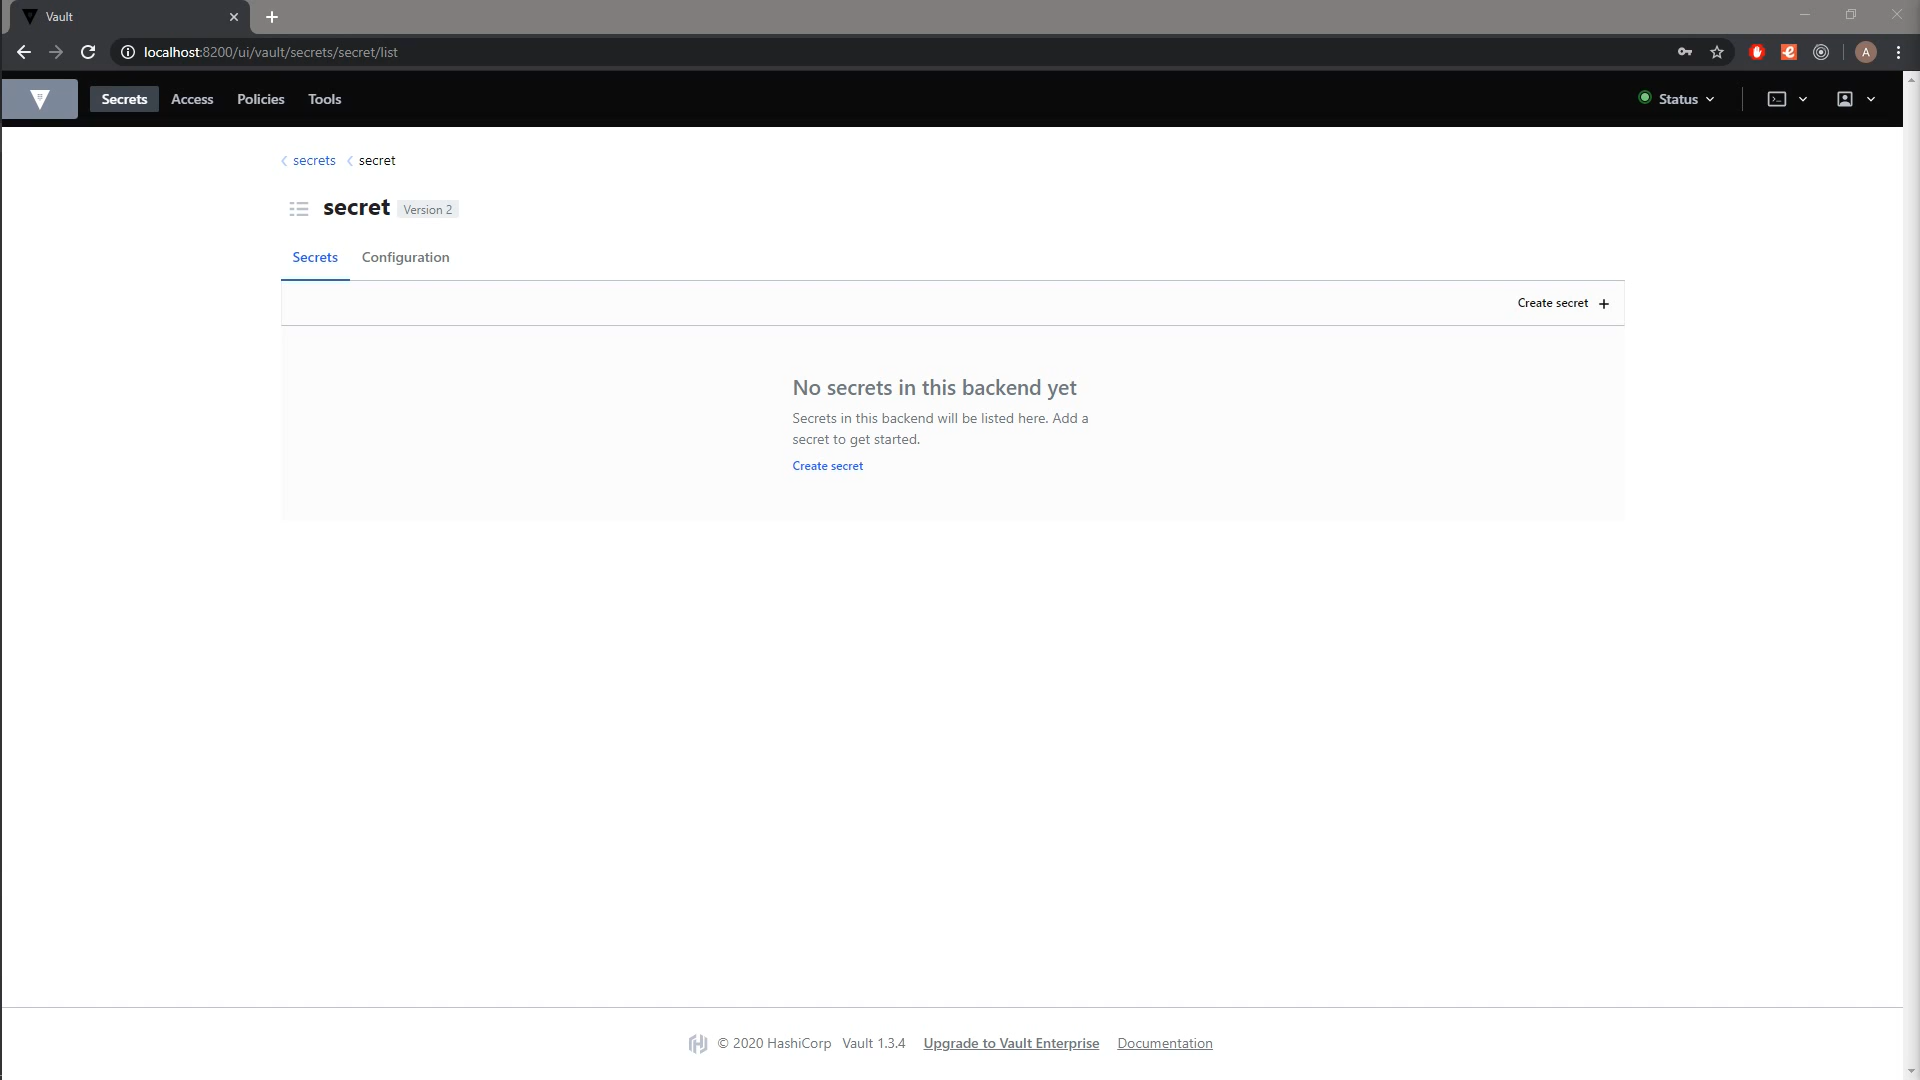 Vault
localhost:8200/ui/vault/secrets/secret/list
A
Secrets Access Policies Tools Status
secrets secret
secret Version 2
Secrets Configuration
Create secret +
No secrets in this backend yet
Secrets in this backend will be listed here. Add a
secret to get started.
Create secret
© 2020 HashiCorp Vault 1.3.4 Upgrade to Vault Enterprise Documentation